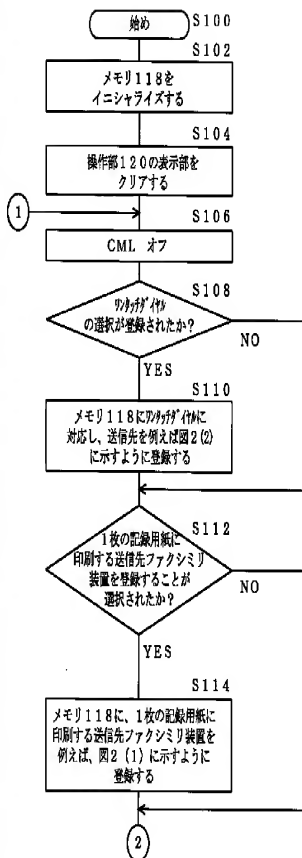 始め
S100
S102
メモリ118を
イニシャライズする
S104
操作部120の表示部を
クリアする
1
S106
CML オフ
S108
ワンタッチダイヤル
の選択が登録されたか?
NO
YES
S110
メモリ118にワンタッチダイヤルに
対応し、送信先を例えば図2(2)
に示すように登録する
S112
1枚の記録用紙に
印刷する送信先ファクシミリ
装置を登録することが
選択されたか?
NO
YES
S114
メモリ118に、1枚の記録用紙に
印刷する送信先ファクシミリ装置を
例えば、図2(1)に示すように
登録する
2